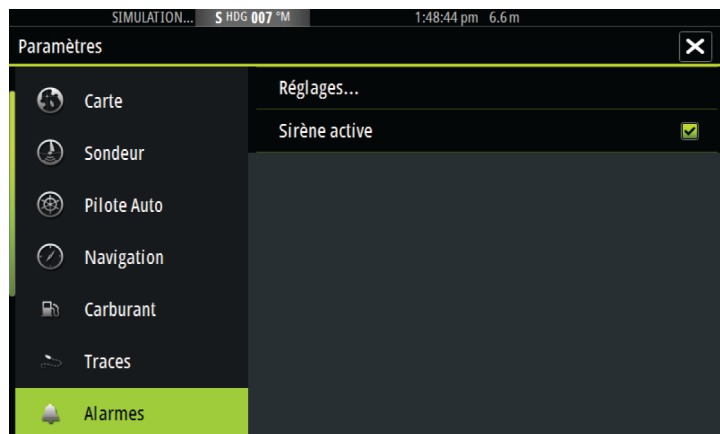 SIMULATION... S HDG 007 °M 1:48:44 pm 6.6 m
Paramètres
Carte
Sondeur
Pilote Auto
Navigation
Carburant
Traces
Alarmes
Réglages...
Sirène active